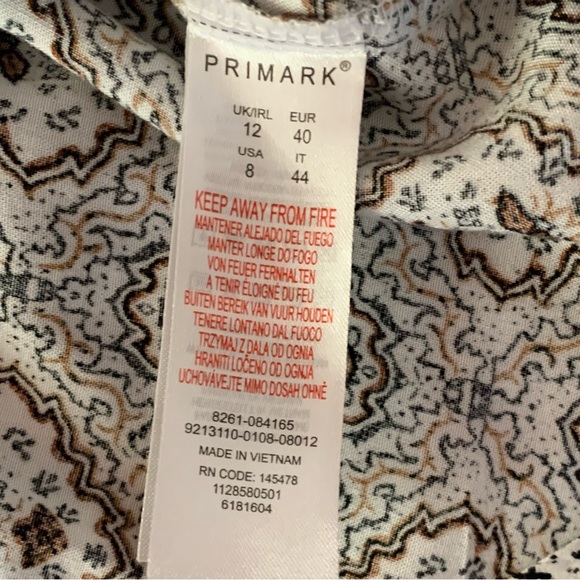 PRIMARK®
UK/IRL EUR
12 40
USA IT
8 44
KEEP AWAY FROM FIRE
MANTENER ALEJADO DEL FUEGO
MANTER LONGE DO FOGO
VON FEUER FERNHALTEN
A TENIR ÉLOIGNÉ DU FEU
BUITEN BEREIK VAN VUUR HOUDEN
TENERE LONTANO DAL FUOCO
TRZYMAJ Z DALA OD OGNIA
HRANITI LOČENO OD OGNJA
UCHOVÁVEJTE MIMO DOSAH OHNĚ
8261-084165
9213110-0108-08012
MADE IN VIETNAM
RN CODE: 145478
1128580501
6181604